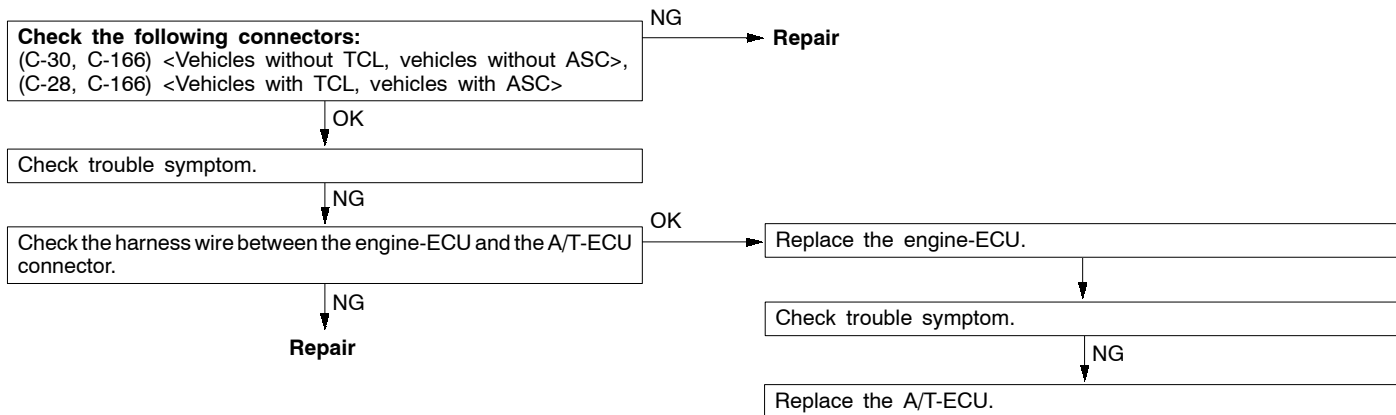 NG
Check the following connectors:
(C-30, C-166) <Vehicles without TCL, vehicles without ASC>,
(C-28, C-166) <Vehicles with TCL, vehicles with ASC>
Repair
OK
Check trouble symptom.
NG
OK
Check the harness wire between the engine-ECU and the A/T-ECU
connector.
Replace the engine-ECU.
NG
Check trouble symptom.
Repair
NG
Replace the A/T-ECU.